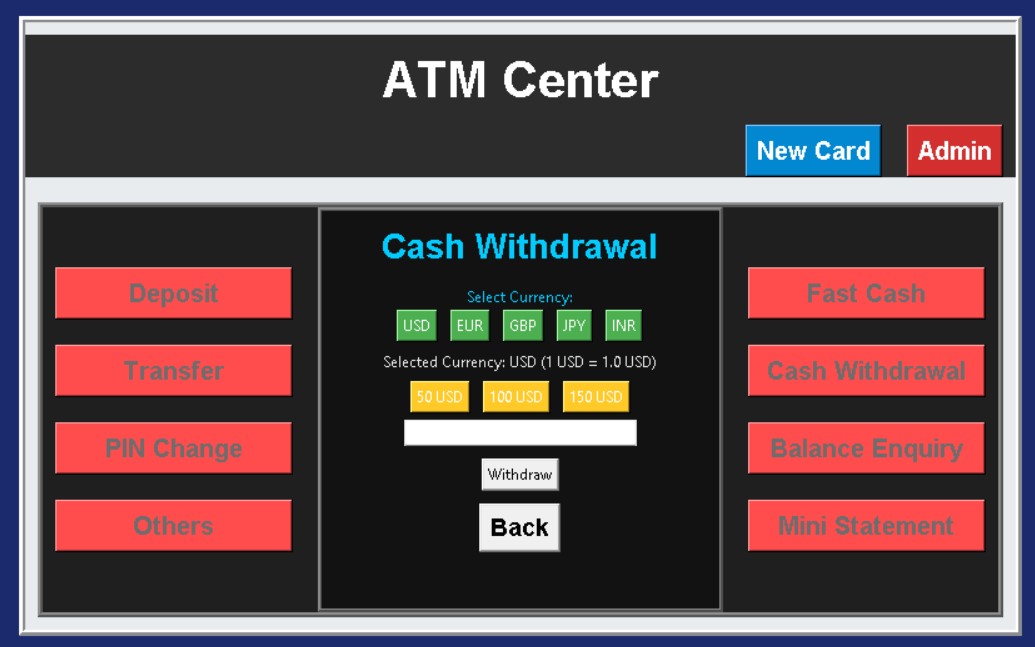 ATM Center
New Card Admin
Cash Withdrawal
Deposit
Transfer
PIN Change
Others
Select Currency:
USD EUR GBP JPY INR
Selected Currency: USD (1 USD = 1.0 USD)
50 USD 100 USD 150 USD
Withdraw
Back
Fast Cash
Cash Withdrawal
Balance Enquiry
Mini Statement